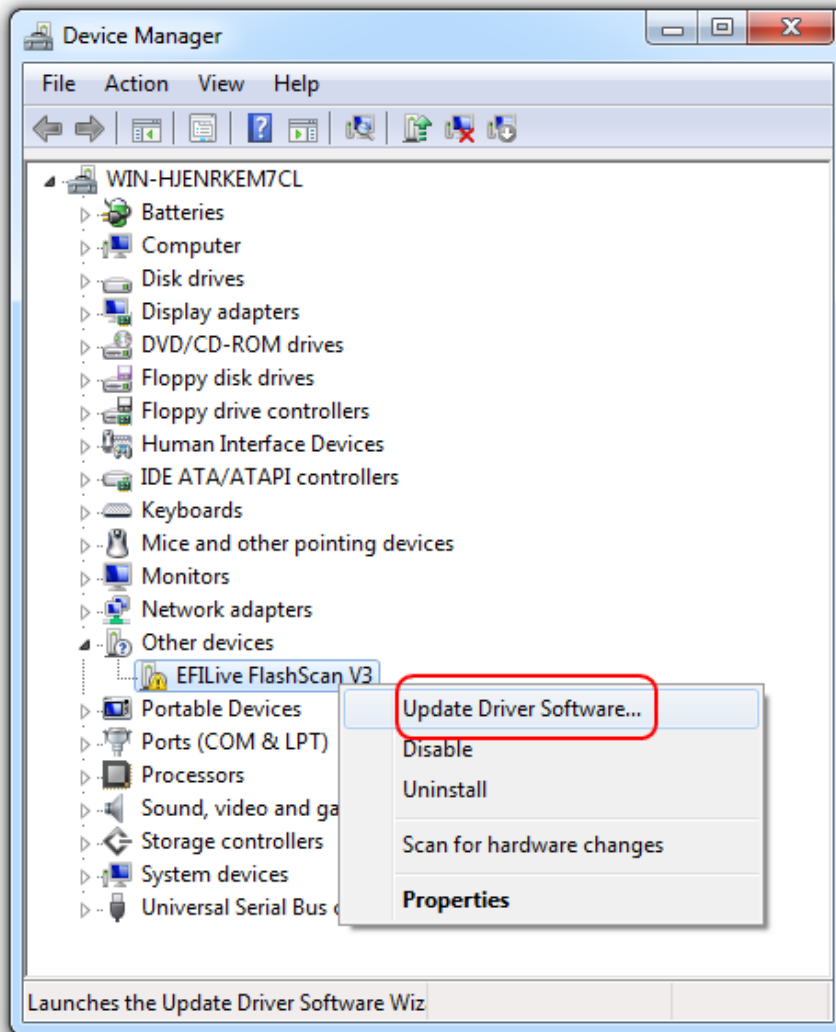 Device Manager
File Action View Help
WIN-HJENRKEM7CL
Batteries
Computer
Disk drives
Display adapters
DVD/CD-ROM drives
Floppy disk drives
Floppy drive controllers
Human Interface Devices
IDE ATA/ATAPI controllers
Keyboards
Mice and other pointing devices
Monitors
Network adapters
Other devices
EFILive FlashScan V3
Portable Devices
Ports (COM & LPT)
Processors
Sound, video and ga
Storage controllers
System devices
Universal Serial Bus
Update Driver Software...
Disable
Uninstall
Scan for hardware changes
Properties
Launches the Update Driver Software Wiz